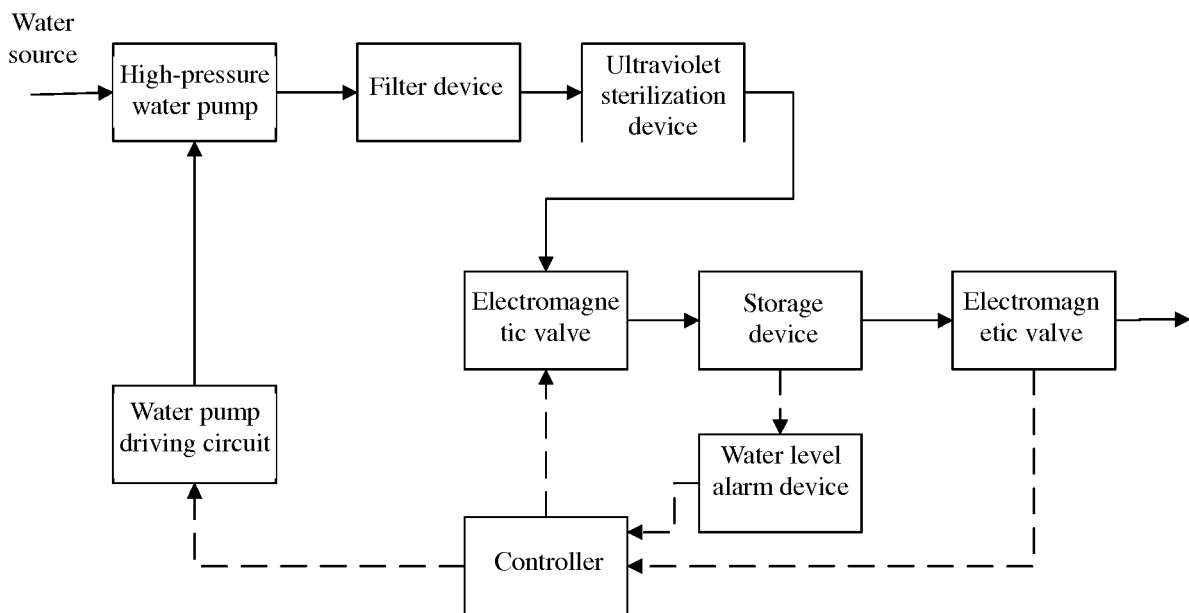 Water
source
High-pressure
water pump
Filter device
Ultraviolet
sterilization
device
Electromagne
tic valve
Storage
device
Electromagn
etic valve
Water pump
driving circuit
Water level
alarm device
Controller